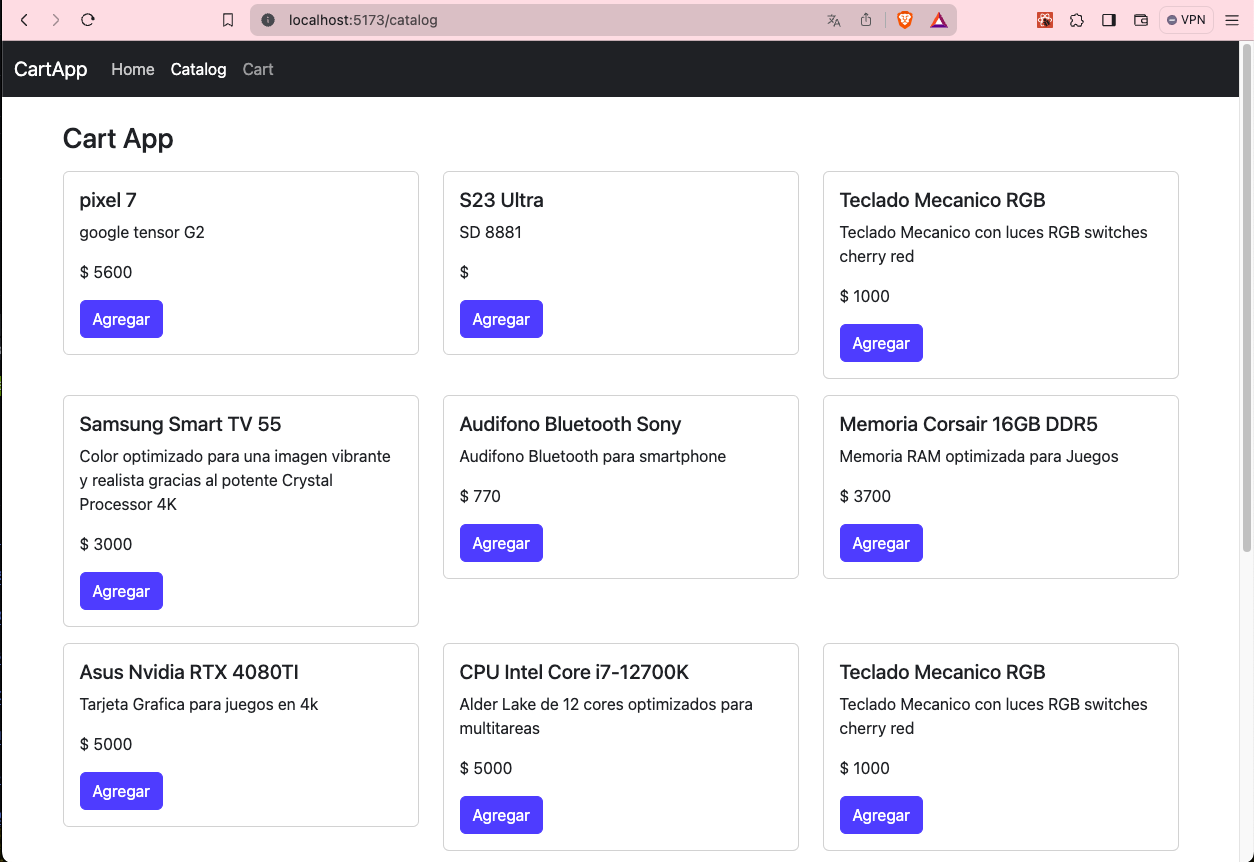 localhost:5173/catalog
VPN
CartApp Home Catalog Cart
Cart App
pixel 7
google tensor G2
$ 5600
Agregar
S23 Ultra
SD 8881
$
Agregar
Teclado Mecanico RGB
Teclado Mecanico con luces RGB switches
cherry red
$ 1000
Agregar
Samsung Smart TV 55
Color optimizado para una imagen vibrante
y realista gracias al potente Crystal
Processor 4K
$ 3000
Agregar
Audifono Bluetooth Sony
Audifono Bluetooth para smartphone
$ 770
Agregar
Memoria Corsair 16GB DDR5
Memoria RAM optimizada para Juegos
$ 3700
Agregar
Asus Nvidia RTX 4080TI
Tarjeta Grafica para juegos en 4k
$ 5000
Agregar
CPU Intel Core i7-12700K
Alder Lake de 12 cores optimizados para
multitareas
$ 5000
Agregar
Teclado Mecanico RGB
Teclado Mecanico con luces RGB switches
cherry red
$ 1000
Agregar